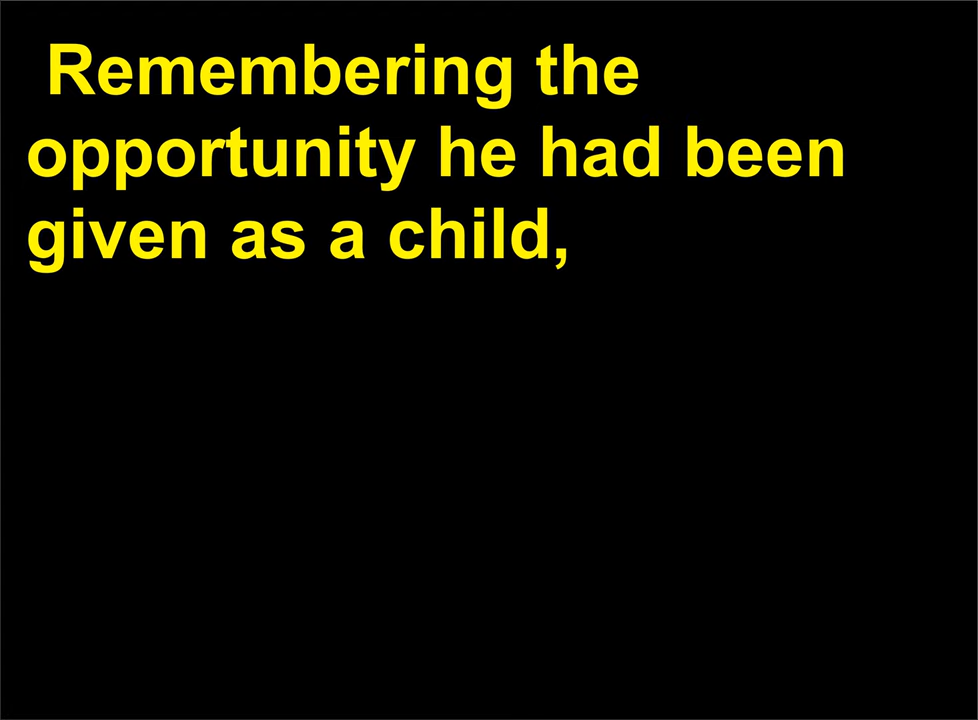 Remembering the
opportunity he had been
given as a child,